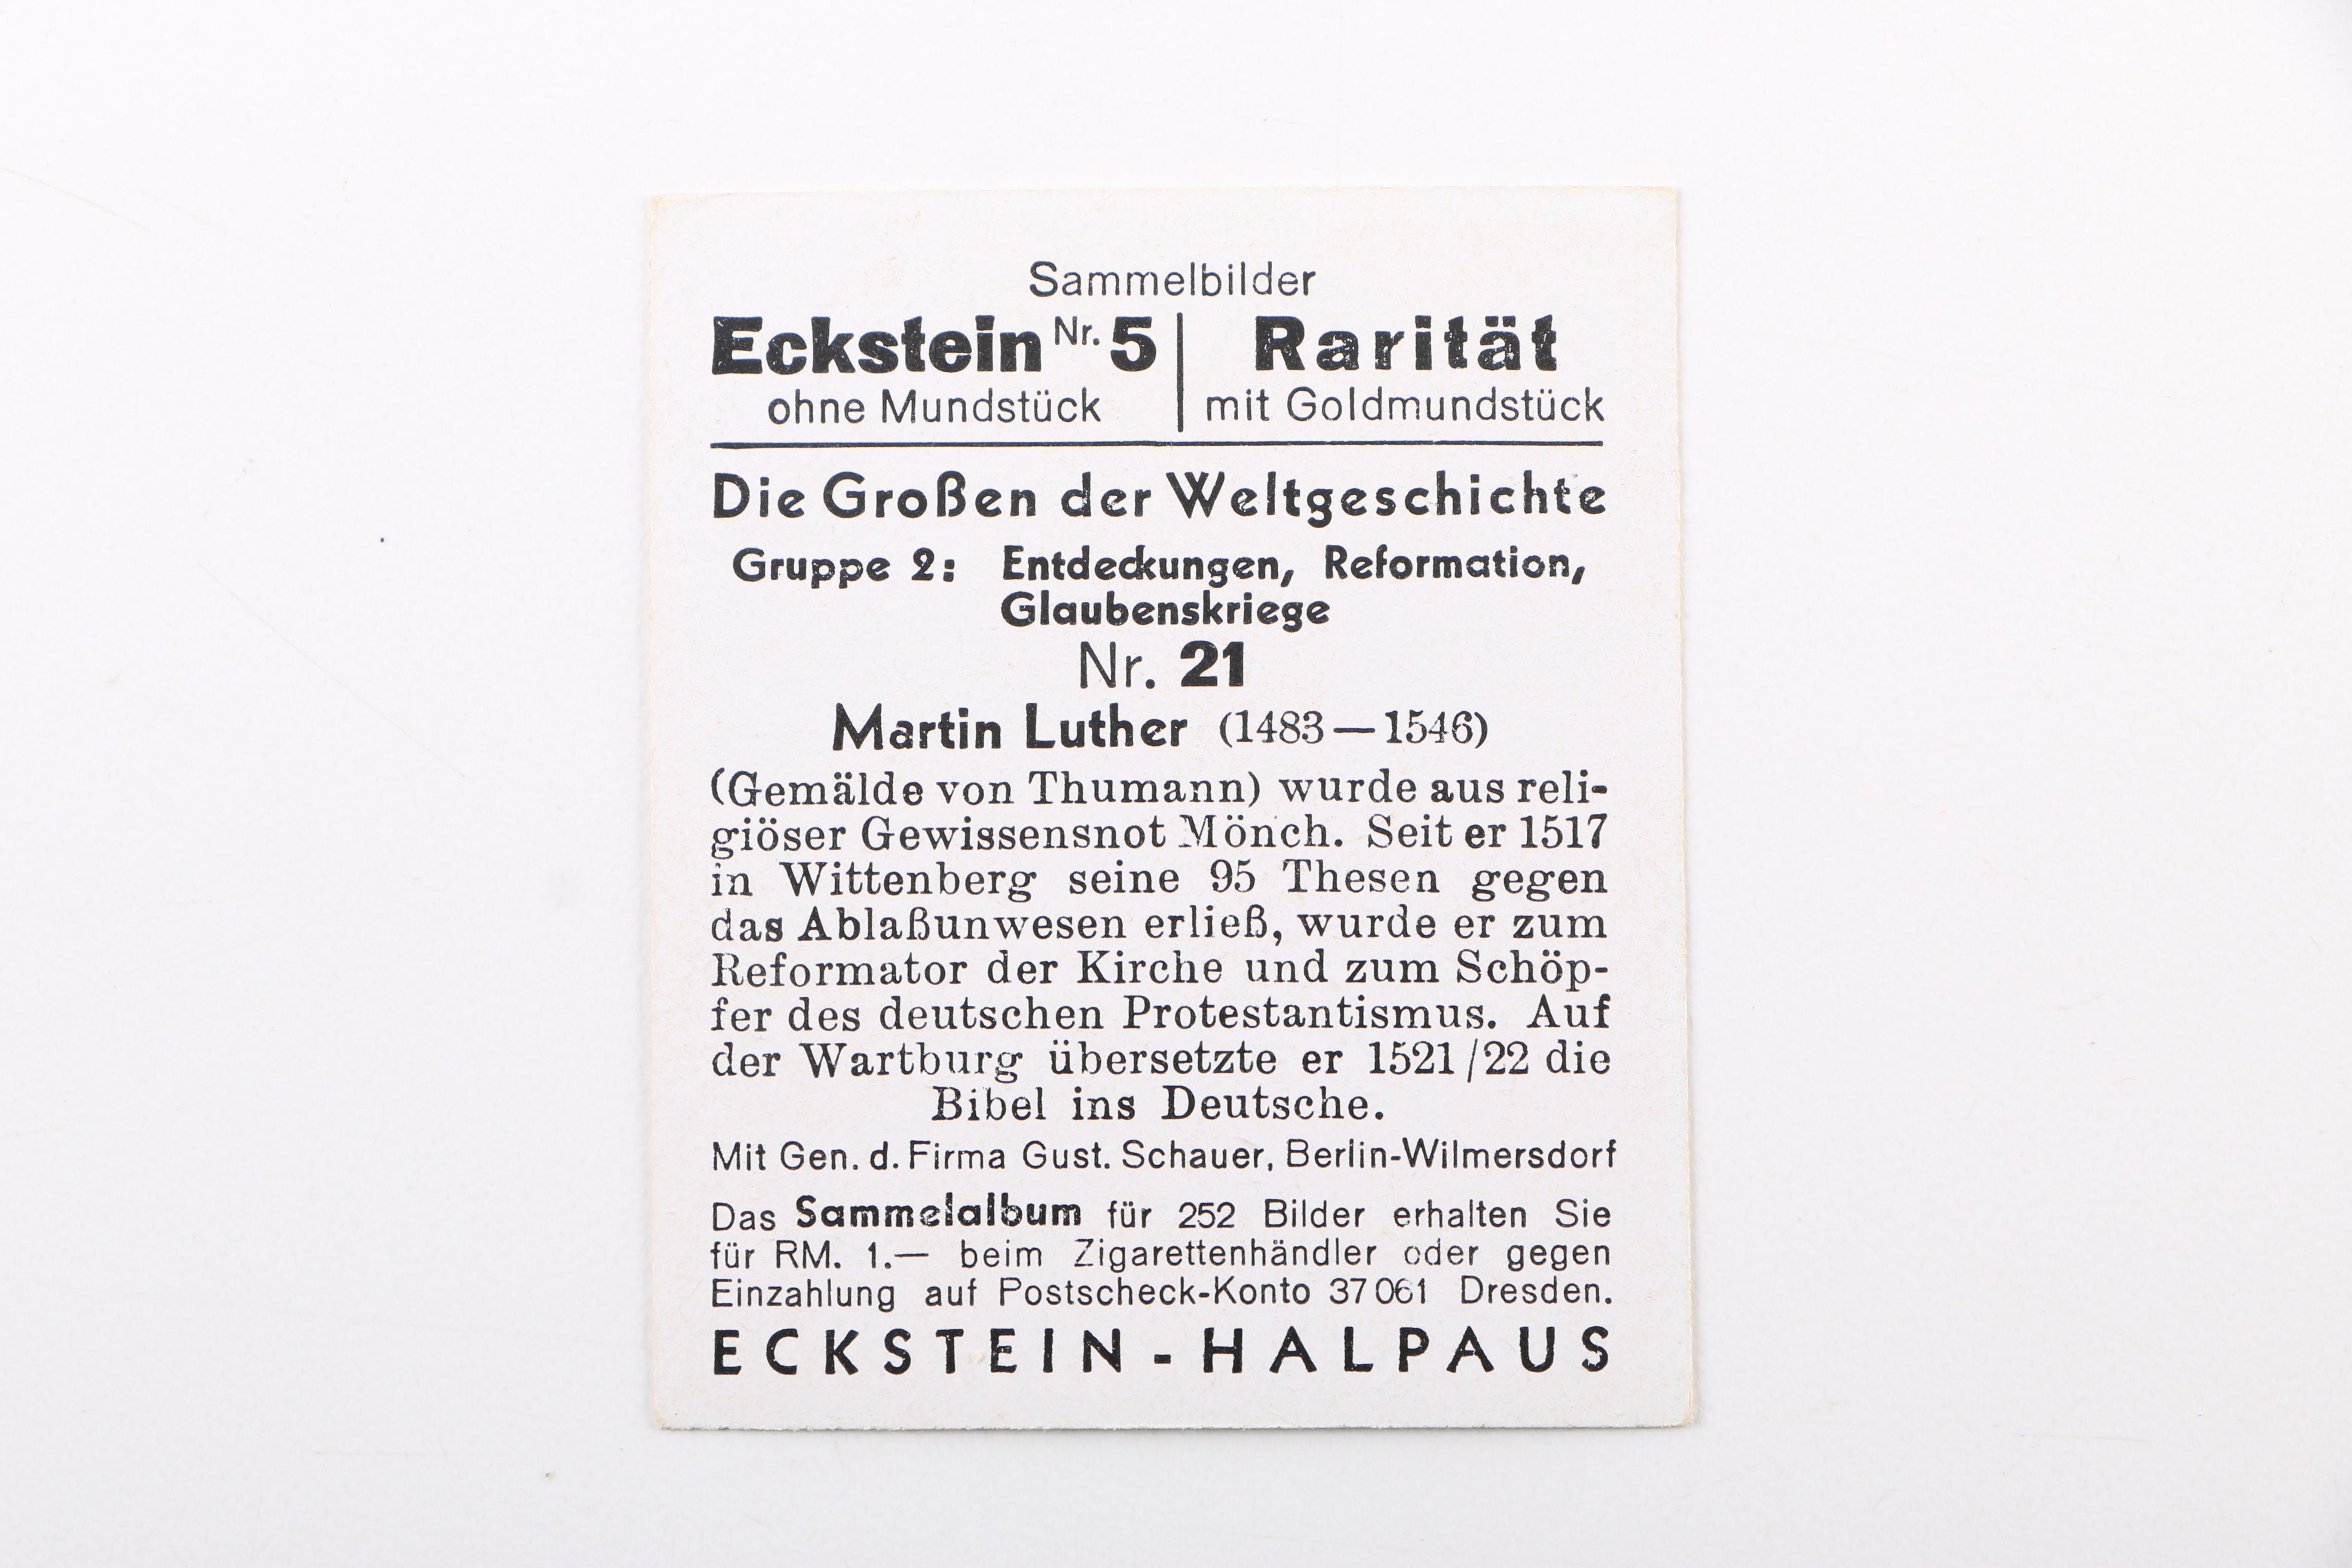 Sammelbilder
Eckstein Nr. 5 | Rarität
ohne Mundstück | mit Goldmundstück
Die Großen der Weltgeschichte
Gruppe 2: Entdeckungen, Reformation,
Glaubenskriege
Nr. 21
Martin Luther (1483—1546)
(Gemälde von Thumann) wurde aus reli-
giöser Gewissensnot Mönch. Seit er 1517
in Wittenberg seine 95 Thesen gegen
das Ablaßunwesen erließ, wurde er zum
Reformator der Kirche und zum Schöp-
fer des deutschen Protestantismus. Auf
der Wartburg übersetzte er 1521/22 die
Bibel ins Deutsche.
Mit Gen. d. Firma Gust. Schauer, Berlin-Wilmersdorf
Das Sammelalbum für 252 Bilder erhalten Sie
für RM. 1.— beim Zigarettenhändler oder gegen
Einzahlung auf Postscheck-Konto 37 061 Dresden.
ECKSTEIN-HALPAUS